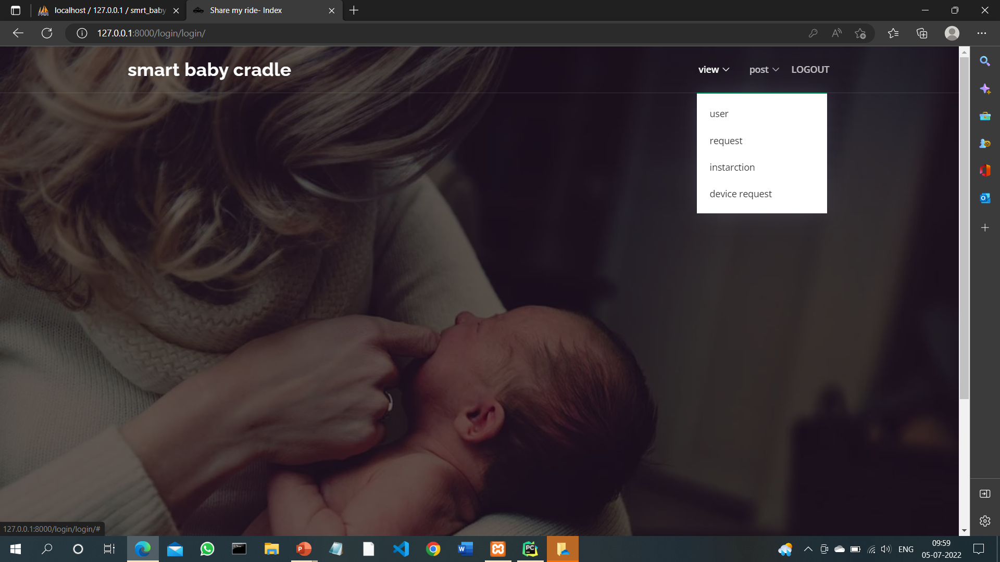 localhost / 127.0.0.1 / smrt_baby
Share my ride- Index
127.0.0.1:8000/login/login/
smart baby cradle
view
post
LOGOUT
user
request
instarction
device request
127.0.0.1:8000/login/login/#
ENG
09:59
05-07-2022